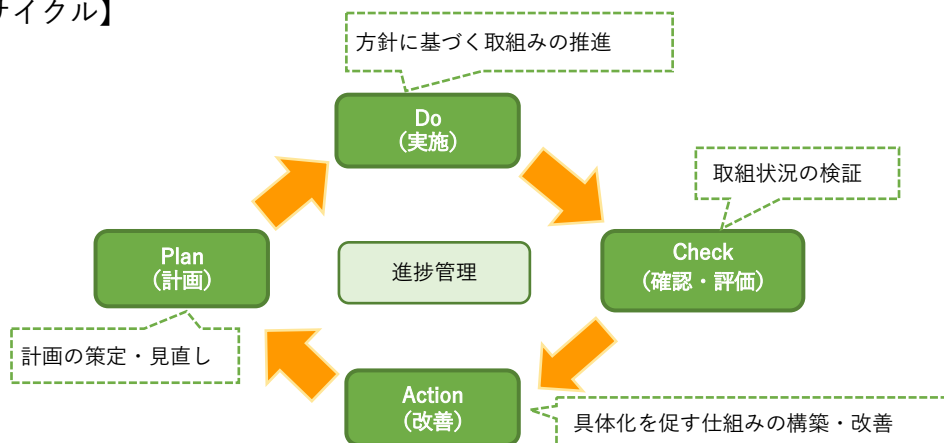 サイクル】
方針に基づく取組みの推進
Do
（実施）
取組状況の検証
Plan
（計画）
進捗管理
Check
（確認・評価）
計画の策定・見直し
Action
（改善）
具体化を促す仕組みの構築・改善